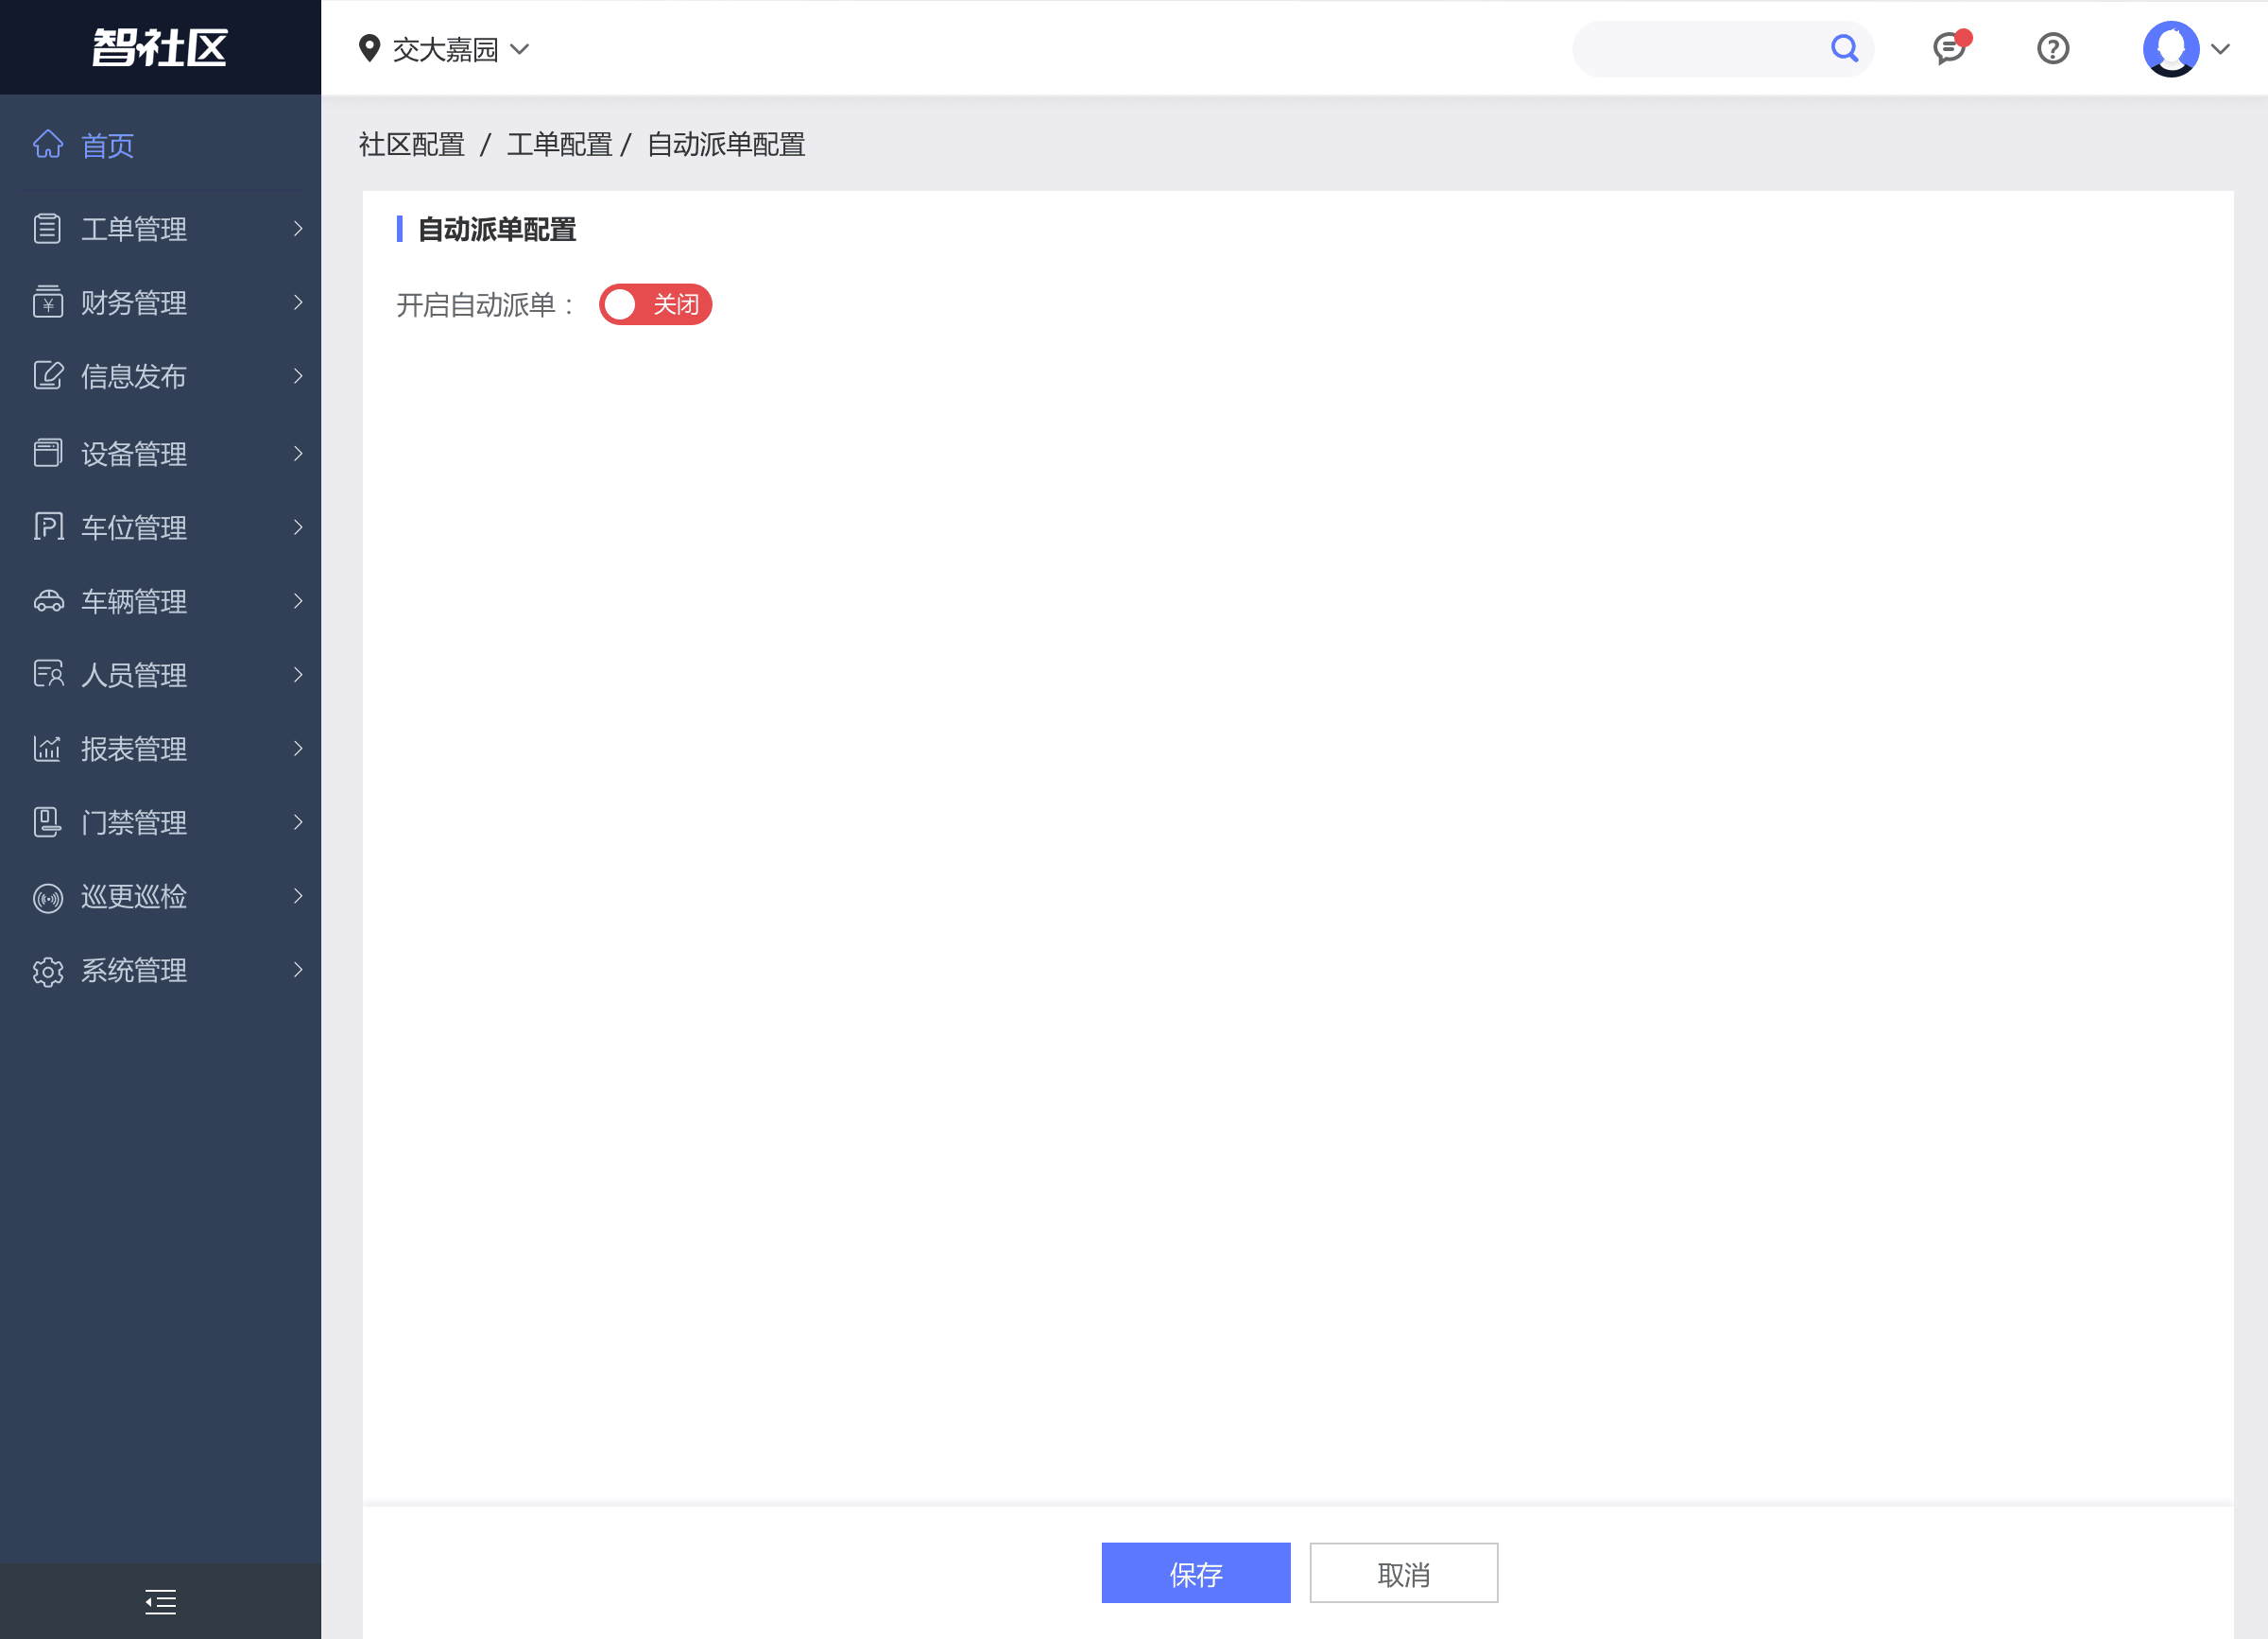 智社区
交大嘉园
首页
工单管理
财务管理
信息发布
设备管理
车位管理
车辆管理
人员管理
报表管理
门禁管理
巡更巡检
系统管理
社区配置 / 工单配置 / 自动派单配置
自动派单配置
开启自动派单： 关闭
保存 取消